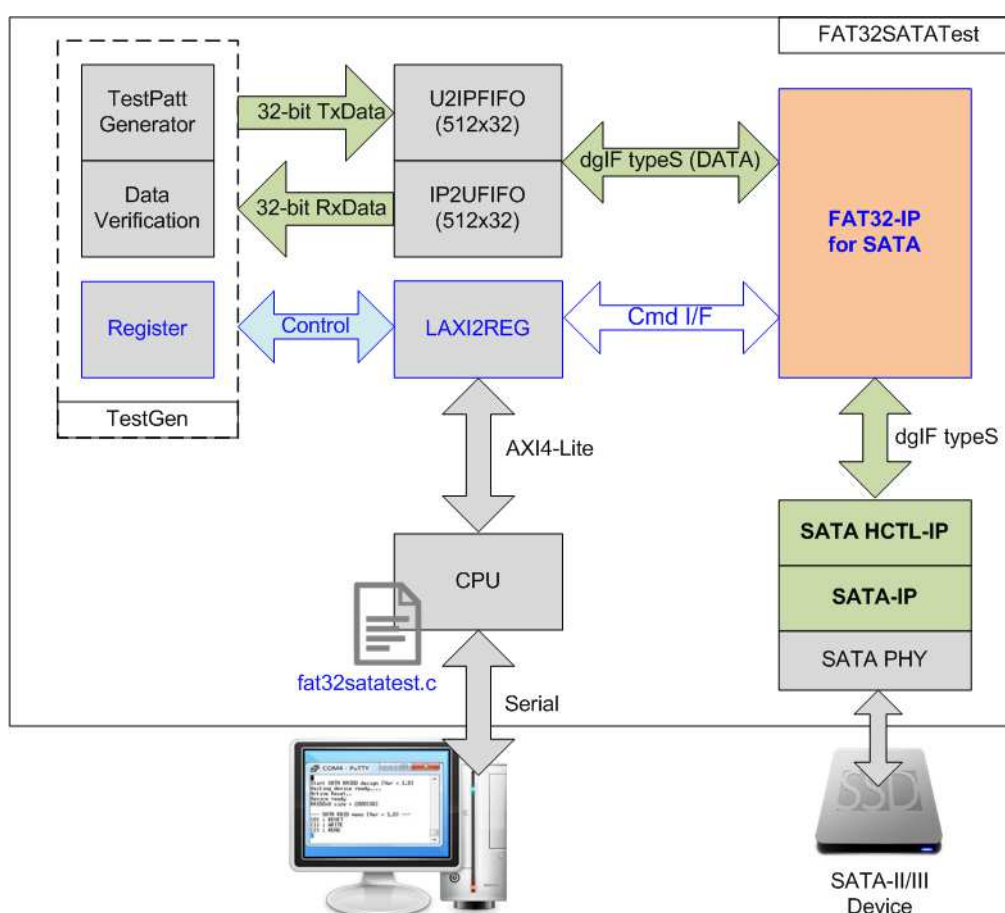 FAT32SATATest
TestPatt
Generator
32-bit TxData
U2IPFIFO
(512x32)
dgIF typeS (DATA)
Data
Verification
32-bit RxData
IP2UFIFO
(512x32)
FAT32-IP
for SATA
Register
Control
LAXI2REG
Cmd I/F
TestGen
AXI4-Lite
dgIF typeS
CPU
SATA HCTL-IP
SATA-IP
SATA PHY
fat32satatest.c
Serial
COM4 - PuTTY
SSD
SATA-II/III
Device